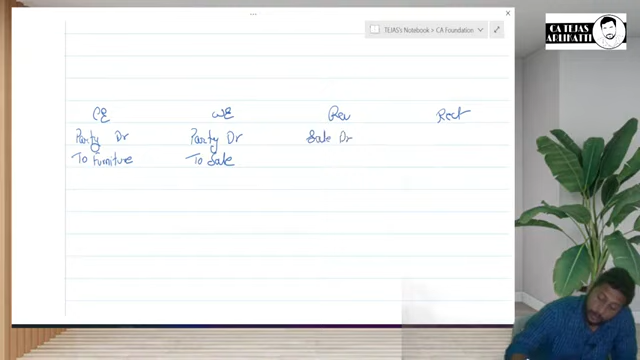 TEJAS's Notebook > CA Foundation
CA TEJAS
ARLIKATTI
CE WE Rev Rect
Party Dr Party Dr Sale Dr
To Furniture To Sale